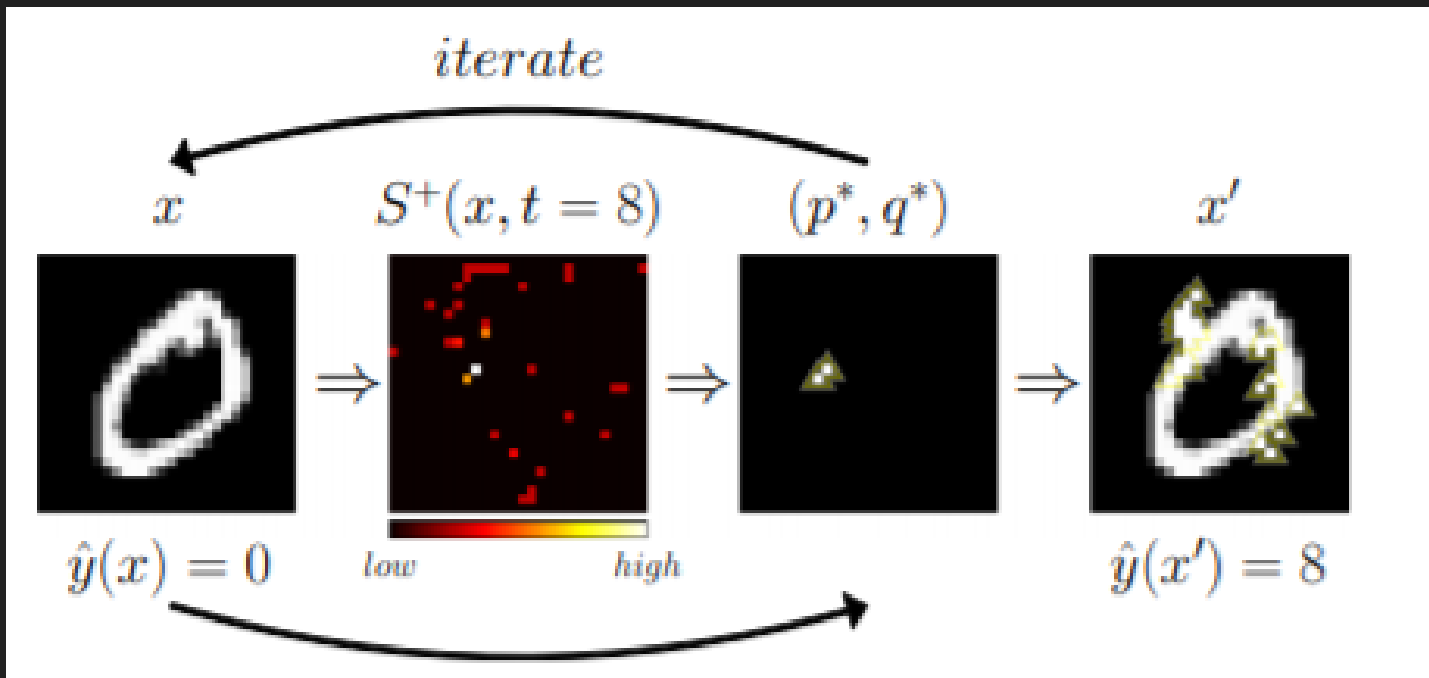 iterate
x
S⁺(x, t = 8)
(p*, q*)
x′
⇒
⇒
⇒
low
high
ŷ(x) = 0
ŷ(x′) = 8